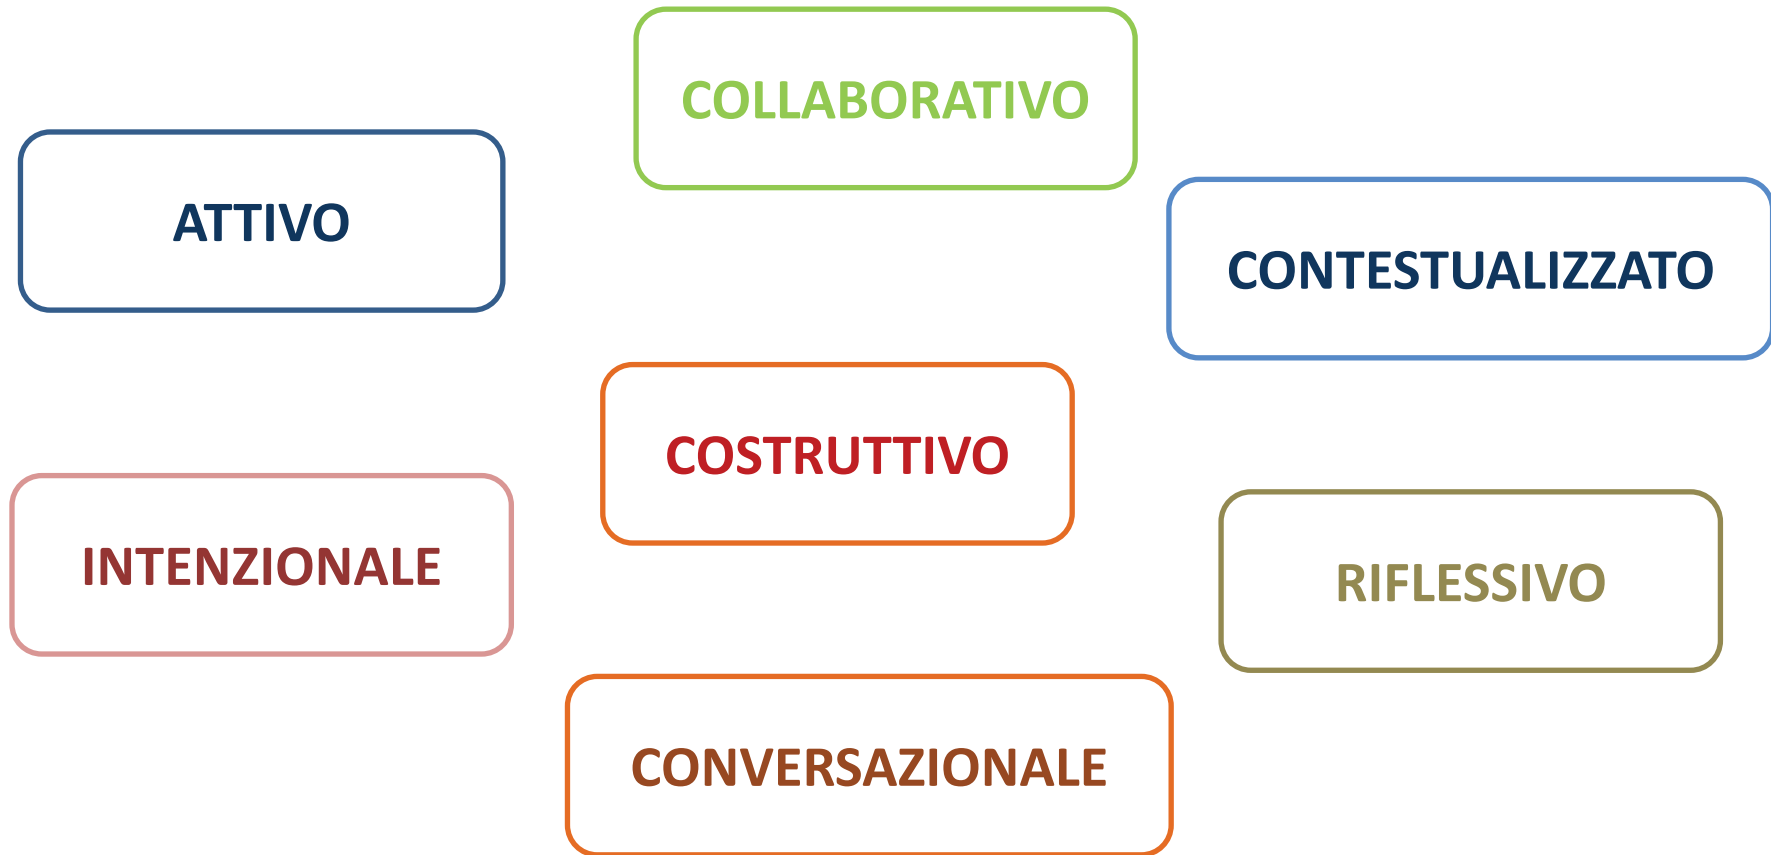 COLLABORATIVO
ATTIVO
CONTESTUALIZZATO
COSTRUTTIVO
INTENZIONALE
RIFLESSIVO
CONVERSAZIONALE